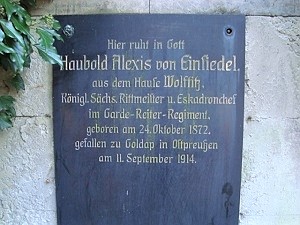 Hier ruht in Gott
Haubold Alexis von Einsiedel,
aus dem Hause Wolftitz,
Königl. Sächs. Rittmeister u. Eskadronchef
im Garde-Reiter-Regiment,
geboren am 24. Oktober 1872,
gefallen zu Goldap in Ostpreußen
am 11. September 1914.